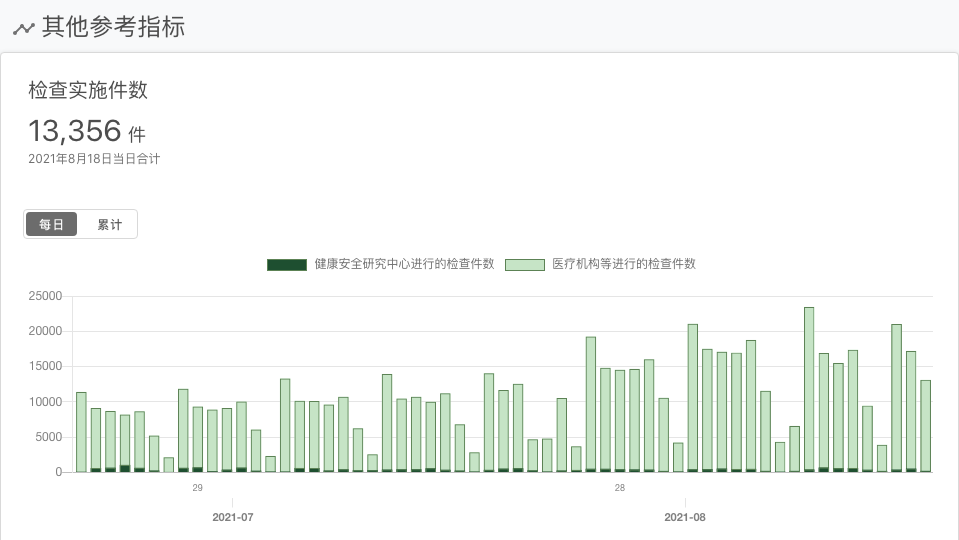 其他参考指标
检查实施件数
13,356 件
2021年8月18日当日合计
每日 累计
健康安全研究中心进行的检查件数 医疗机构等进行的检查件数
25000
20000
15000
10000
5000
0
29 28
2021-07 2021-08